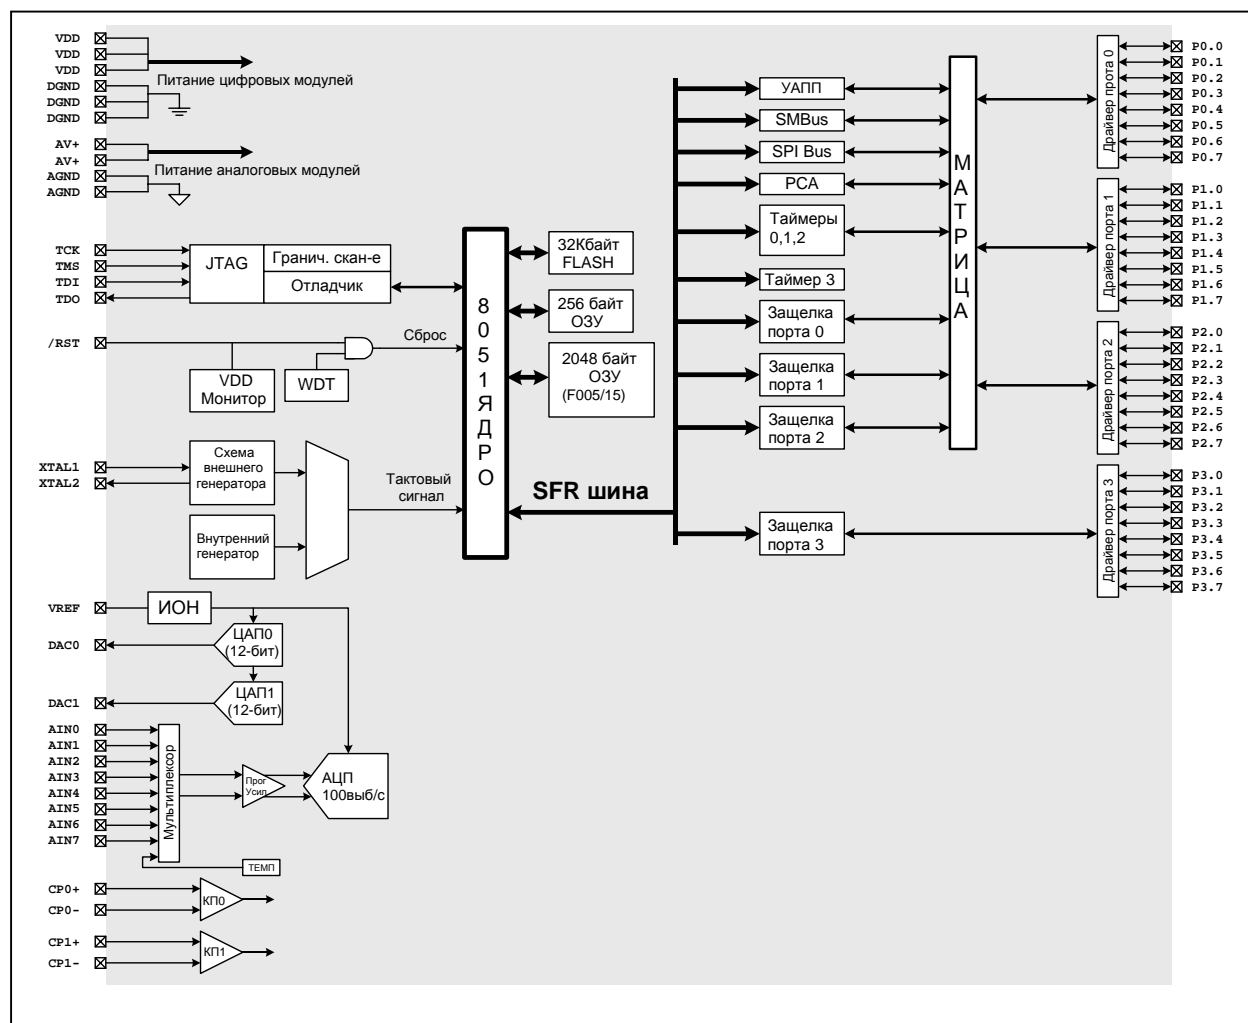 VDD
VDD
VDD
Питание цифровых модулей
DGND
DGND
DGND
AV+
AV+
Питание аналоговых модулей
AGND
AGND
TCK
TMS
TDI
TDO
JTAG
Гранич. скан-е
Отладчик
/RST
VDD
Монитор
WDT
Сброс
XTAL1
XTAL2
Схема
внешнего
генератора
Внутренний
генератор
Тактовый
сигнал
8051ЯДРО
32Кбайт
FLASH
256 байт
ОЗУ
2048 байт
ОЗУ
(F005/15)
SFR шина
УАПП
SMBus
SPI Bus
PCA
Таймеры
0,1,2
Таймер 3
Защелка
порта 0
Защелка
порта 1
Защелка
порта 2
Защелка
порта 3
МАТРИЦА
Драйвер прота 0
P0.0
P0.1
P0.2
P0.3
P0.4
P0.5
P0.6
P0.7
Драйвер порта 1
P1.0
P1.1
P1.2
P1.3
P1.4
P1.5
P1.6
P1.7
Драйвер порта 2
P2.0
P2.1
P2.2
P2.3
P2.4
P2.5
P2.6
P2.7
Драйвер порта 3
P3.0
P3.1
P3.2
P3.3
P3.4
P3.5
P3.6
P3.7
VREF
ИОН
DAC0
ЦАП0
(12-бит)
DAC1
ЦАП1
(12-бит)
AIN0
AIN1
AIN2
AIN3
AIN4
AIN5
AIN6
AIN7
Мультиплексор
Прог
Усил
АЦП
100выб/с
ТЕМП
CP0+
CP0-
КП0
CP1+
CP1-
КП1